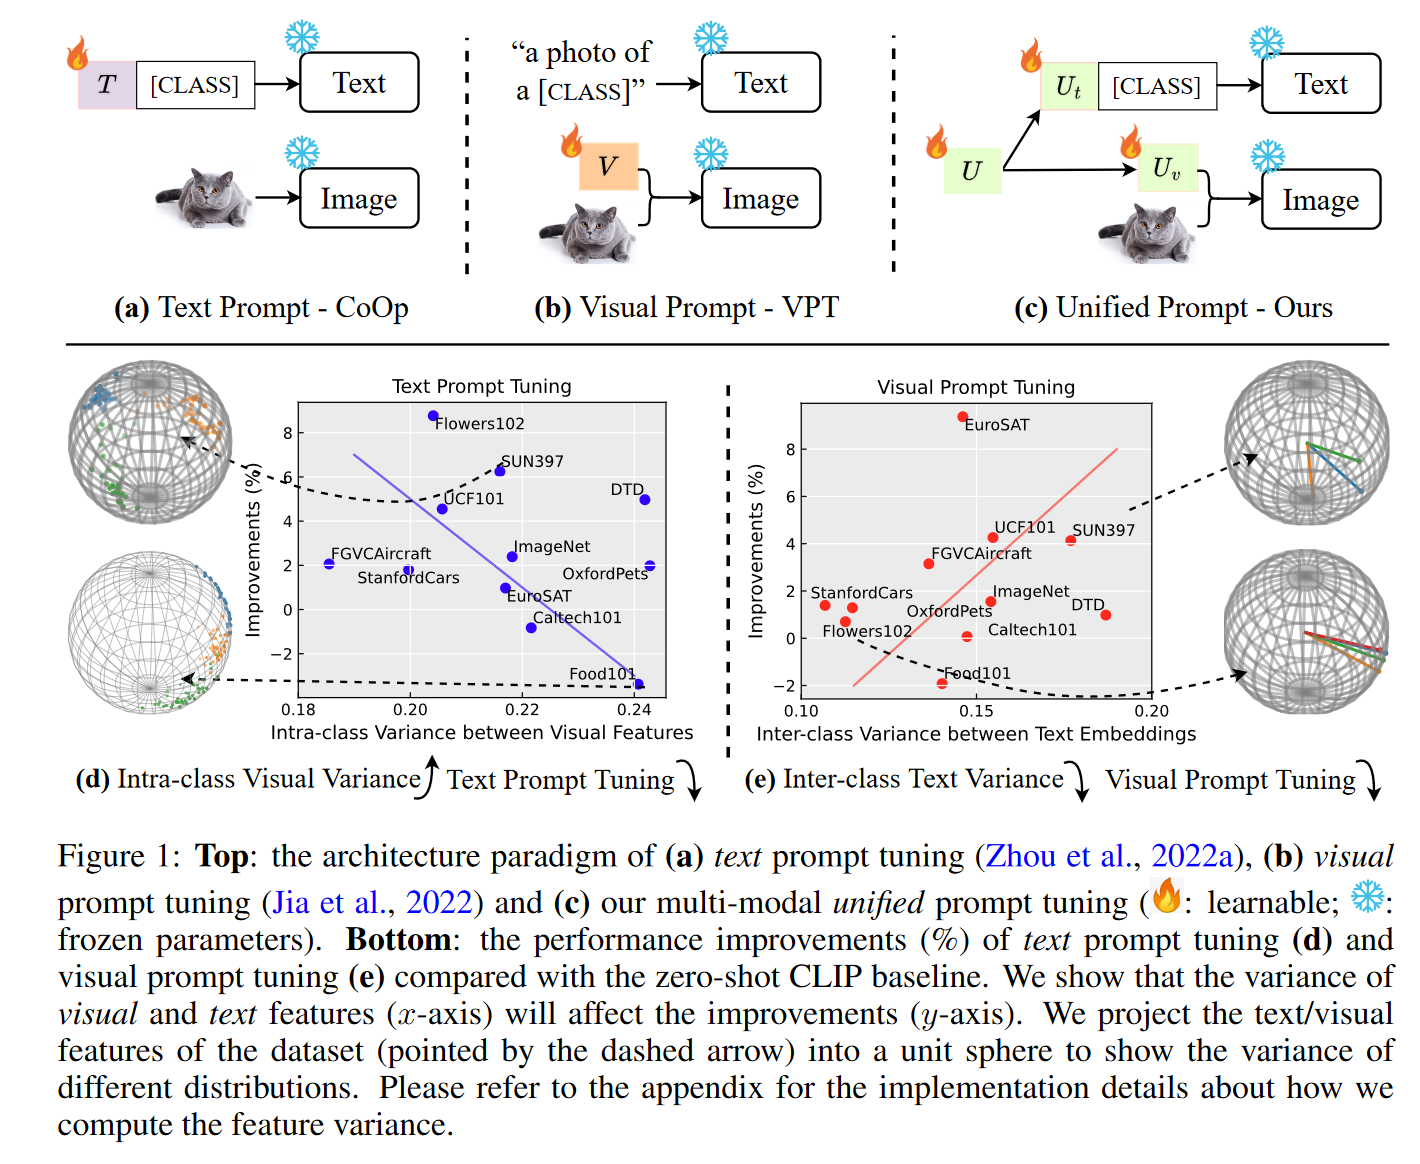 T [CLASS] Text
Image
(a) Text Prompt - CoOp
“a photo of
a [CLASS]” Text
V
Image
(b) Visual Prompt - VPT
U
U_t [CLASS] Text
U_v
Image
(c) Unified Prompt - Ours
Text Prompt Tuning
Improvements (%)
8
6
4
2
0
−2
Flowers102
SUN397
UCF101
DTD
ImageNet
FGVCAircraft
StanfordCars
OxfordPets
EuroSAT
Caltech101
Food101
0.18 0.20 0.22 0.24
Intra-class Variance between Visual Features
(d) Intra-class Visual Variance Text Prompt Tuning
Visual Prompt Tuning
Improvements (%)
8
6
4
2
0
−2
EuroSAT
UCF101
SUN397
FGVCAircraft
StanfordCars
ImageNet
OxfordPets
DTD
Flowers102
Caltech101
Food101
0.10 0.15 0.20
Inter-class Variance between Text Embeddings
(e) Inter-class Text Variance Visual Prompt Tuning
Figure 1: Top: the architecture paradigm of (a) text prompt tuning (Zhou et al., 2022a), (b) visual
prompt tuning (Jia et al., 2022) and (c) our multi-modal unified prompt tuning (🔥: learnable; ❄:
frozen parameters). Bottom: the performance improvements (%) of text prompt tuning (d) and
visual prompt tuning (e) compared with the zero-shot CLIP baseline. We show that the variance of
visual and text features (x-axis) will affect the improvements (y-axis). We project the text/visual
features of the dataset (pointed by the dashed arrow) into a unit sphere to show the variance of
different distributions. Please refer to the appendix for the implementation details about how we
compute the feature variance.